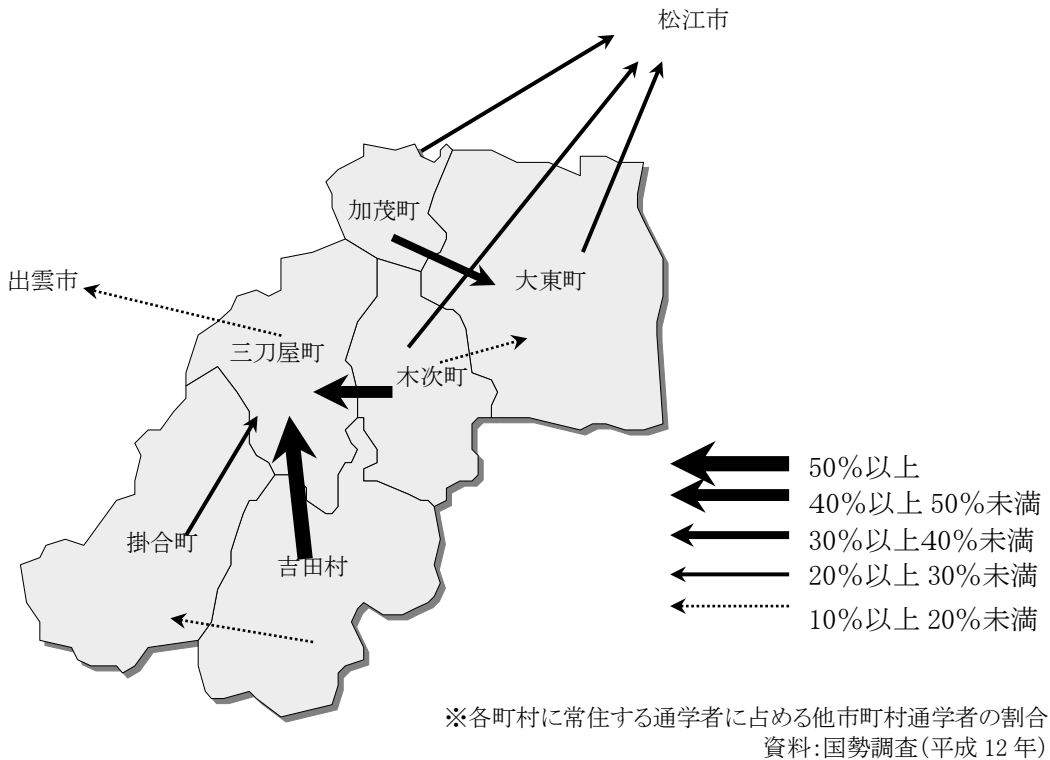 松江市
加茂町
大東町
出雲市
三刀屋町
木次町
掛合町
吉田村
50%以上
40%以上 50%未満
30%以上40%未満
20%以上 30%未満
10%以上 20%未満
※各町村に常住する通学者に占める他市町村通学者の割合
資料:国勢調査(平成 12 年)